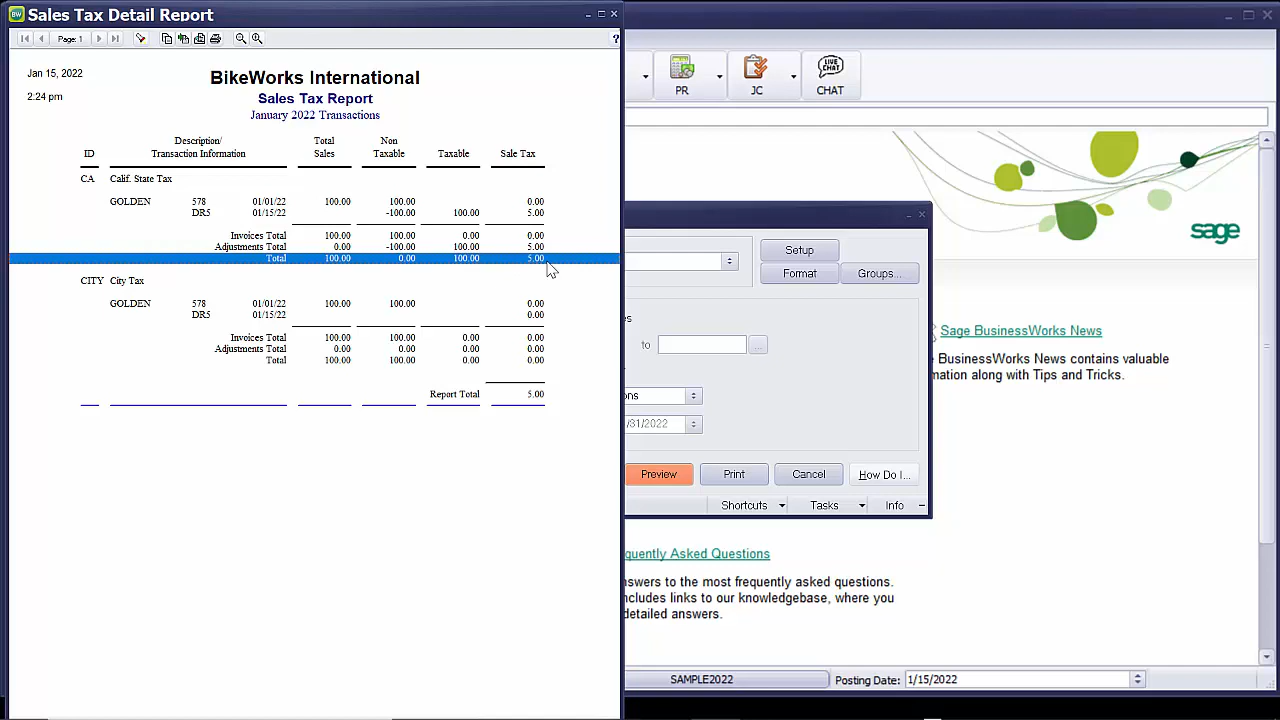 BW Sales Tax Detail Report
Page: 1
?
Jan 15, 2022
2.24 pm
BikeWorks International
Sales Tax Report
January 2022 Transactions
ID Description/ Transaction Information Total Sales Non Taxable Taxable Sale Tax
CA Calif. State Tax
GOLDEN 578 01/01/22 100.00 100.00 0.00
DR5 01/15/22 -100.00 100.00 5.00
Invoices Total 100.00 100.00 0.00 0.00
Adjustments Total 0.00 -100.00 100.00 5.00
Total 100.00 0.00 100.00 5.00
CITY City Tax
GOLDEN 578 01/01/22 100.00 100.00 0.00
DR5 01/15/22 0.00
Invoices Total 100.00 100.00 0.00 0.00
Adjustments Total 0.00 0.00 0.00 0.00
Total 100.00 100.00 0.00 0.00
Report Total 5.00
PR JC LIVE CHAT CHAT
sage
Setup
Format Groups...
es
to ...
ons
/31/2022
Preview Print Cancel How Do I...
Shortcuts Tasks Info
Sage BusinessWorks News
BusinessWorks News contains valuable
rmation along with Tips and Tricks.
quently Asked Questions
nswers to the most frequently asked questions.
ncludes links to our knowledgebase, where you
detailed answers.
SAMPLE2022 Posting Date: 1/15/2022